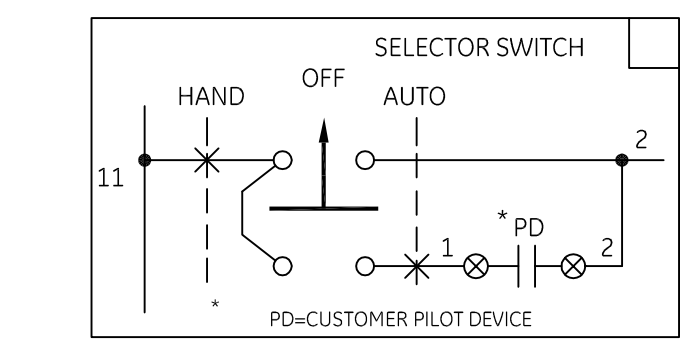 SELECTOR SWITCH
OFF
HAND
AUTO
2
11
* PD
1
2
*
PD=CUSTOMER PILOT DEVICE